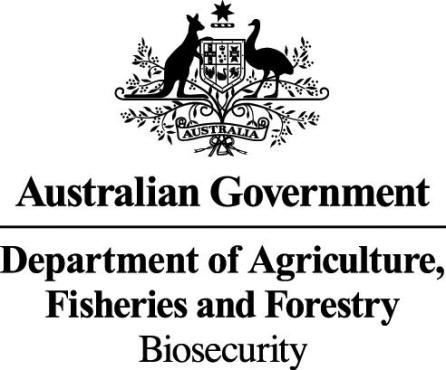 AUSTRALIA
Australian Government
Department of Agriculture,
Fisheries and Forestry
Biosecurity